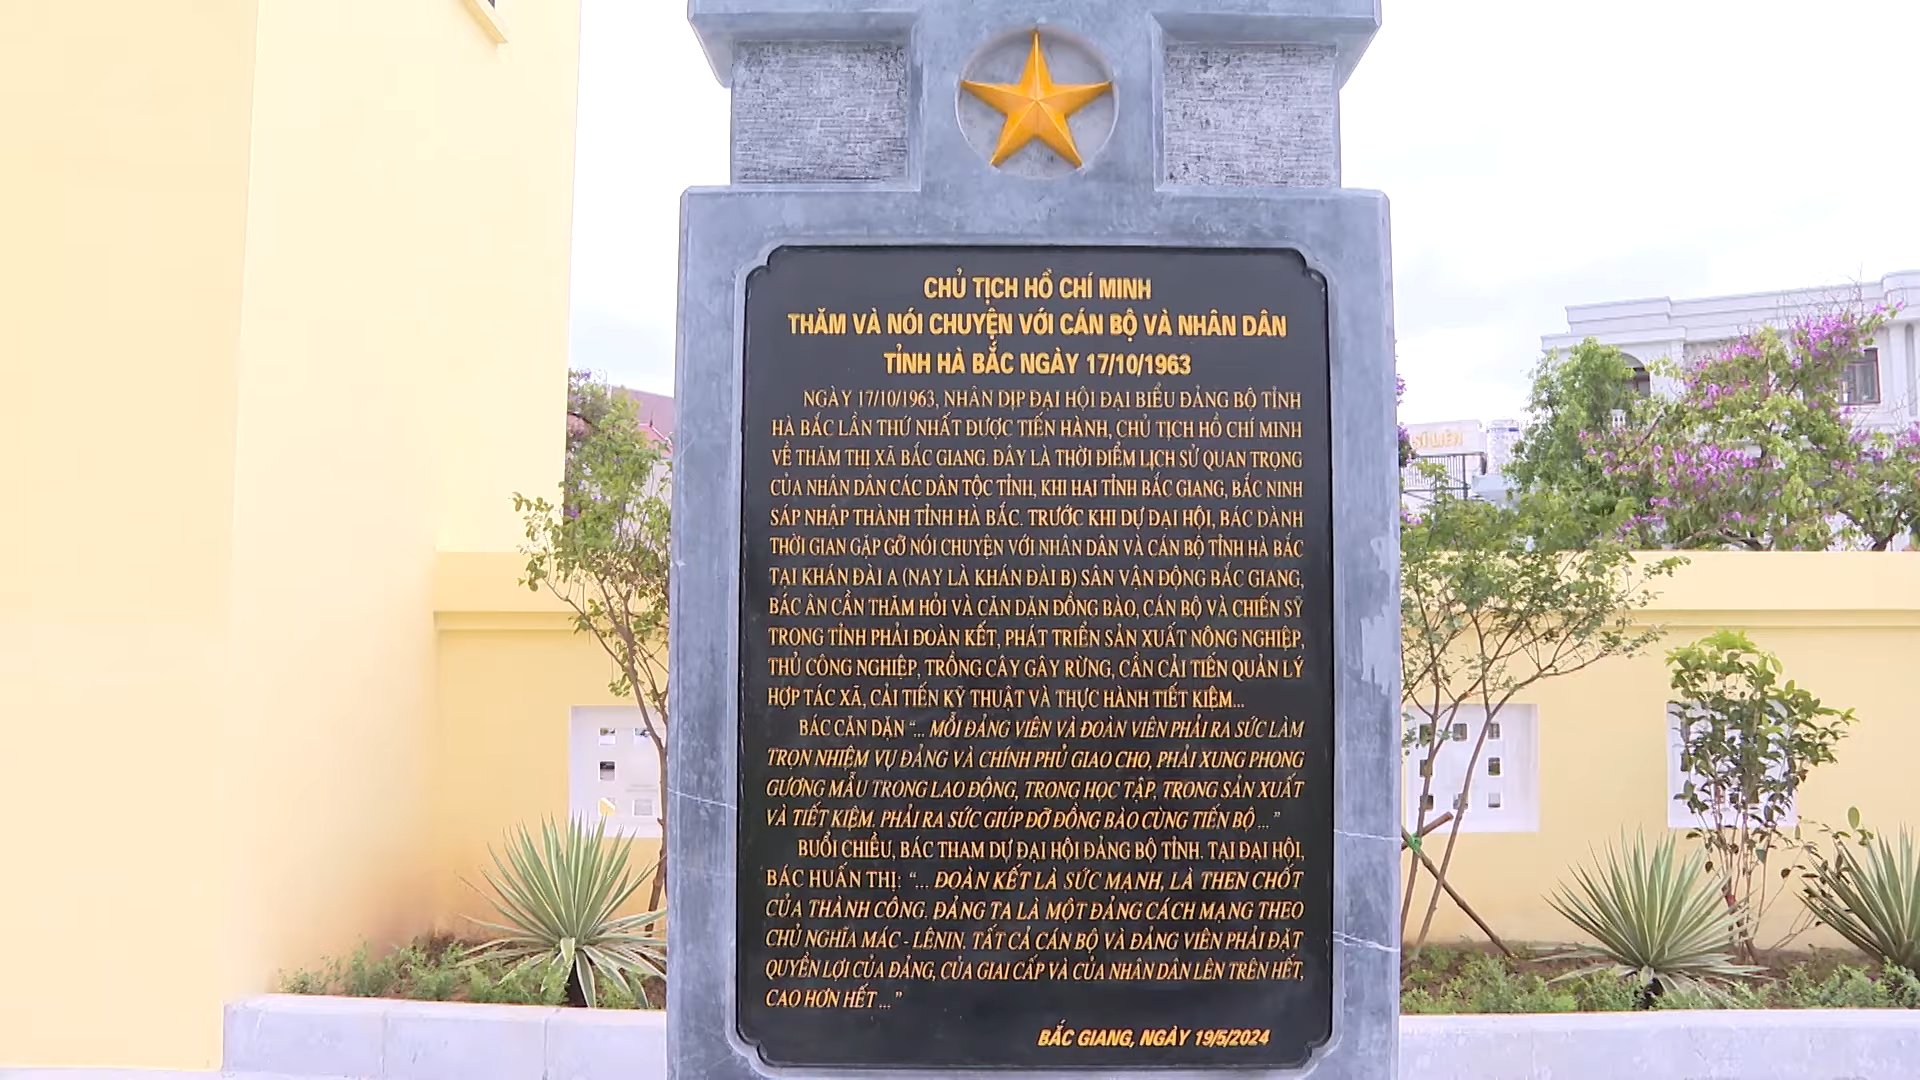 CHỦ TỊCH HỒ CHÍ MINH
THĂM VÀ NÓI CHUYỆN VỚI CÁN BỘ VÀ NHÂN DÂN
TỈNH HÀ BẮC NGÀY 17/10/1963
NGÀY 17/10/1963, NHÂN DỊP ĐẠI HỘI ĐẠI BIỂU ĐẢNG BỘ TỈNH
HÀ BẮC LẦN THỨ NHẤT ĐƯỢC TIẾN HÀNH, CHỦ TỊCH HỒ CHÍ MINH
VỀ THĂM THỊ XÃ BẮC GIANG. ĐÂY LÀ THỜI ĐIỂM LỊCH SỬ QUAN TRỌNG
CỦA NHÂN DÂN CÁC DÂN TỘC TỈNH, KHI HAI TỈNH BẮC GIANG, BẮC NINH
SÁP NHẬP THÀNH TỈNH HÀ BẮC. TRƯỚC KHI DỰ ĐẠI HỘI, BÁC DÀNH
THỜI GIAN GẶP GỠ NÓI CHUYỆN VỚI NHÂN DÂN VÀ CÁN BỘ TỈNH HÀ BẮC
TẠI KHÁN ĐÀI A (NAY LÀ KHÁN ĐÀI B) SÂN VẬN ĐỘNG BẮC GIANG,
BÁC ÂN CẦN THĂM HỎI VÀ CĂN DẶN ĐỒNG BÀO, CÁN BỘ VÀ CHIẾN SỸ
TRONG TỈNH PHẢI ĐOÀN KẾT, PHÁT TRIỂN SẢN XUẤT NÔNG NGHIỆP,
THỦ CÔNG NGHIỆP, TRỒNG CÂY GÂY RỪNG, CẦN CẢI TIẾN QUẢN LÝ
HỢP TÁC XÃ, CẢI TIẾN KỸ THUẬT VÀ THỰC HÀNH TIẾT KIỆM...
BÁC CĂN DẶN "... MỖI ĐẢNG VIÊN VÀ ĐOÀN VIÊN PHẢI RA SỨC LÀM
TRỌN NHIỆM VỤ ĐẢNG VÀ CHÍNH PHỦ GIAO CHO, PHẢI XUNG PHONG
GƯƠNG MẪU TRONG LAO ĐỘNG, TRONG HỌC TẬP, TRONG SẢN XUẤT
VÀ TIẾT KIỆM. PHẢI RA SỨC GIÚP ĐỠ ĐỒNG BÀO CÙNG TIẾN BỘ ..."
BUỔI CHIỀU, BÁC THAM DỰ ĐẠI HỘI ĐẢNG BỘ TỈNH. TẠI ĐẠI HỘI,
BÁC HUẤN THỊ: "... ĐOÀN KẾT LÀ SỨC MẠNH, LÀ THEN CHỐT
CỦA THÀNH CÔNG. ĐẢNG TA LÀ MỘT ĐẢNG CÁCH MẠNG THEO
CHỦ NGHĨA MÁC - LÊNIN. TẤT CẢ CÁN BỘ VÀ ĐẢNG VIÊN PHẢI ĐẶT
QUYỀN LỢI CỦA ĐẢNG, CỦA GIAI CẤP VÀ CỦA NHÂN DÂN LÊN TRÊN HẾT,
CAO HƠN HẾT ..."
BẮC GIANG, NGÀY 19/5/2024
SĨ LIÊN